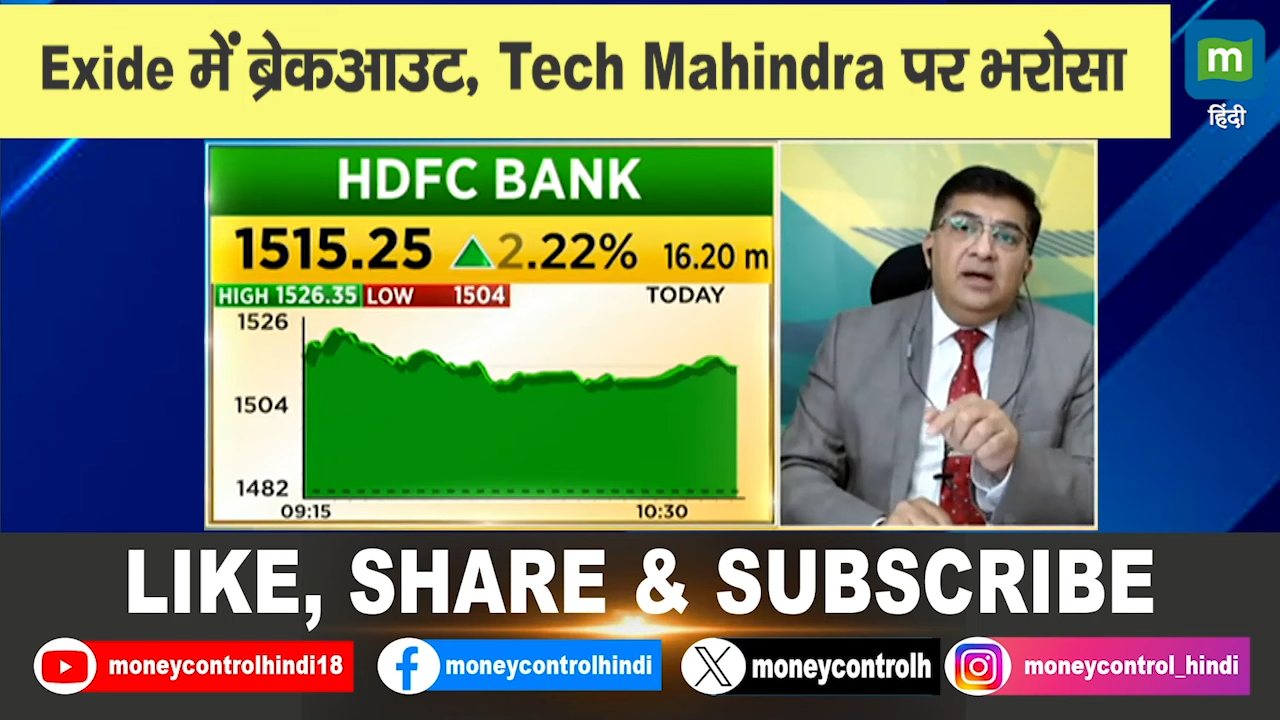 Exide में ब्रेकआउट, Tech Mahindra पर भरोसा
m
हिंदी
HDFC BANK
1515.25 2.22% 16.20 m
HIGH 1526.35 LOW 1504 TODAY
1526
1504
1482
09:15 10:30
LIKE, SHARE & SUBSCRIBE
moneycontrolhindi18 moneycontrolhindi moneycontrolh moneycontrol_hindi